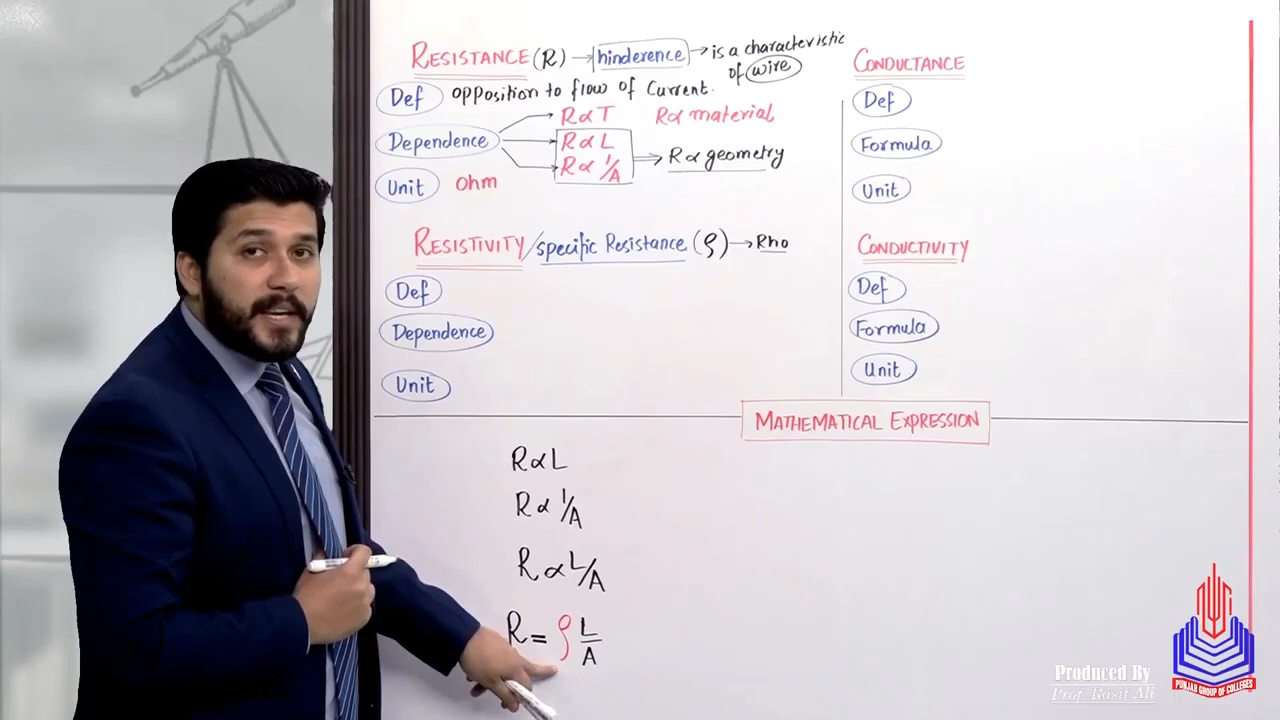 RESISTANCE (R) → hinderence → is a characteristic
of wire
Def opposition to flow of Current.
Dependence
R α T R α material
R α L
R α 1/A → R α geometry
Unit Ohm
RESISTIVITY/specific Resistance (ρ) → Rho
Def
Dependence
Unit
CONDUCTANCE
Def
Formula
Unit
CONDUCTIVITY
Def
Formula
Unit
MATHEMATICAL EXPRESSION
R α L
R α 1/A
R α L/A
R = ρ L/A
Produced By
Prof. Rasif Ali
PUNJAB GROUP OF COLLEGES